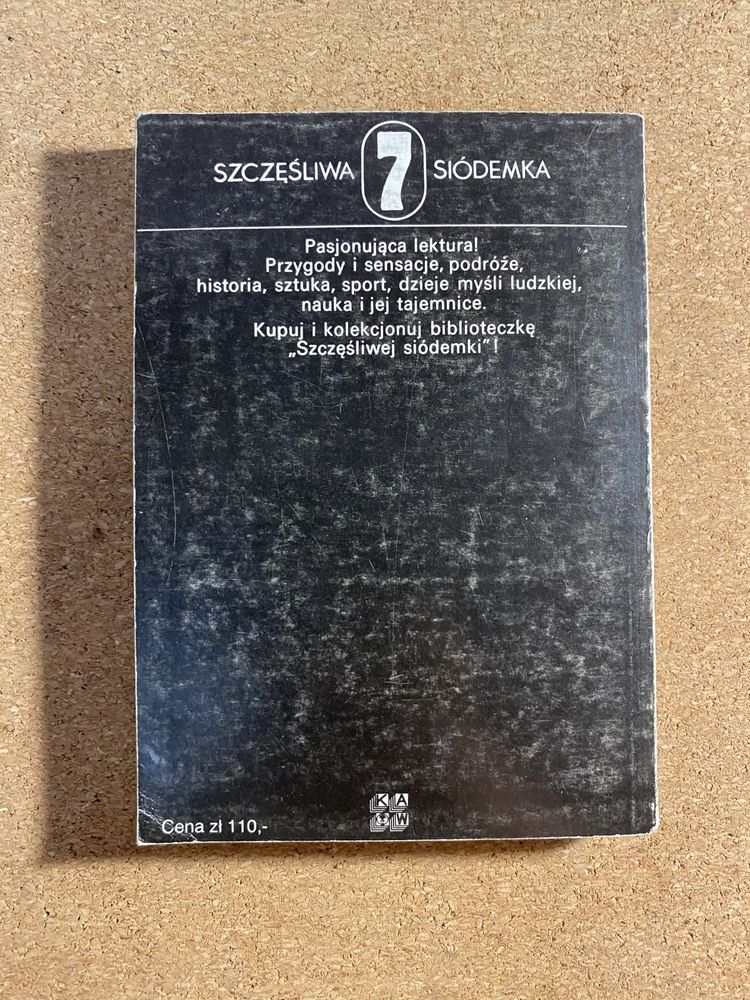 SZCZĘŚLIWA 7 SIÓDEMKA
Pasjonująca lektura!
Przygody i sensacje, podróże,
historia, sztuka, sport, dzieje myśli ludzkiej,
nauka i jej tajemnice.
Kupuj i kolekcjonuj biblioteczkę
„Szczęśliwej siódemki”!
K A
W
Cena zł 110,-